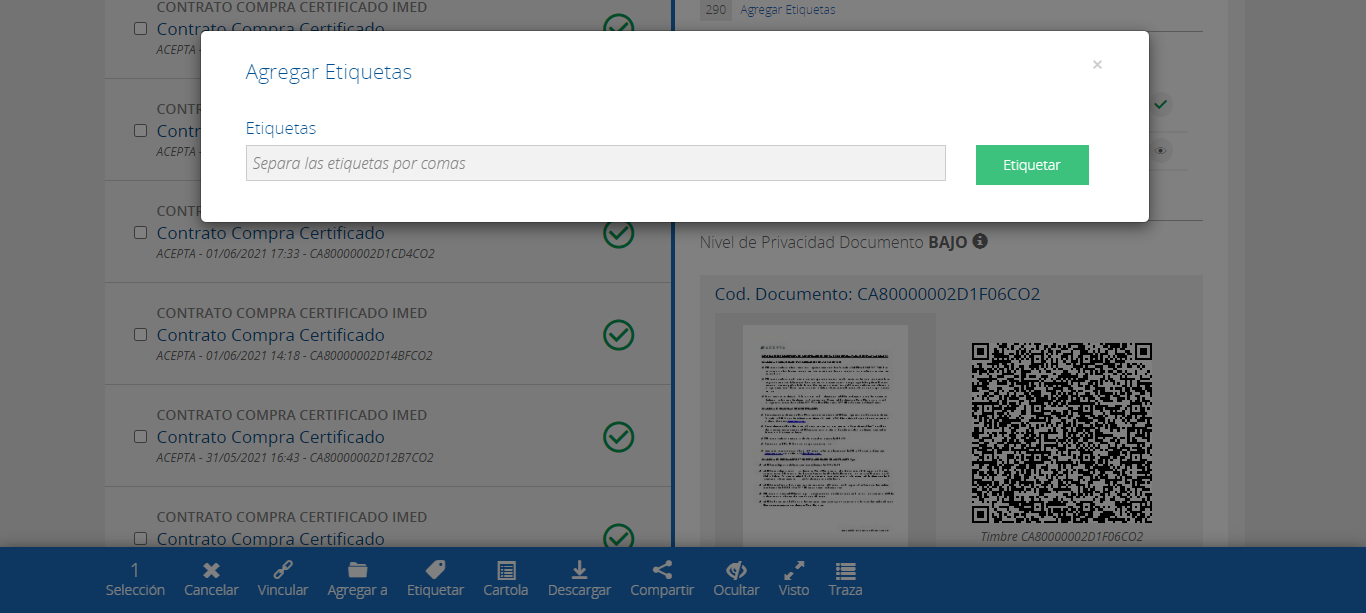 CONTRATO COMPRA CERTIFICADO IMED
Contrato Compra Certificado
ACEPTA -
CONTR
Contr
ACEPTA -
CONTR
Contrato Compra Certificado
ACEPTA - 01/06/2021 17:33 - CA80000002D1CD4CO2
CONTRATO COMPRA CERTIFICADO IMED
Contrato Compra Certificado
ACEPTA - 01/06/2021 14:18 - CA80000002D14BFCO2
CONTRATO COMPRA CERTIFICADO IMED
Contrato Compra Certificado
ACEPTA - 31/05/2021 16:43 - CA80000002D12B7CO2
CONTRATO COMPRA CERTIFICADO IMED
Contrato Compra Certificado
290 Agregar Etiquetas
Agregar Etiquetas
×
Etiquetas
Separa las etiquetas por comas
Etiquetar
Nivel de Privacidad Documento BAJO
Cod. Documento: CA80000002D1F06CO2
Timbre CA80000002D1F06CO2
1
Selección Cancelar Vincular Agregar a Etiquetar Cartola Descargar Compartir Ocultar Visto Traza